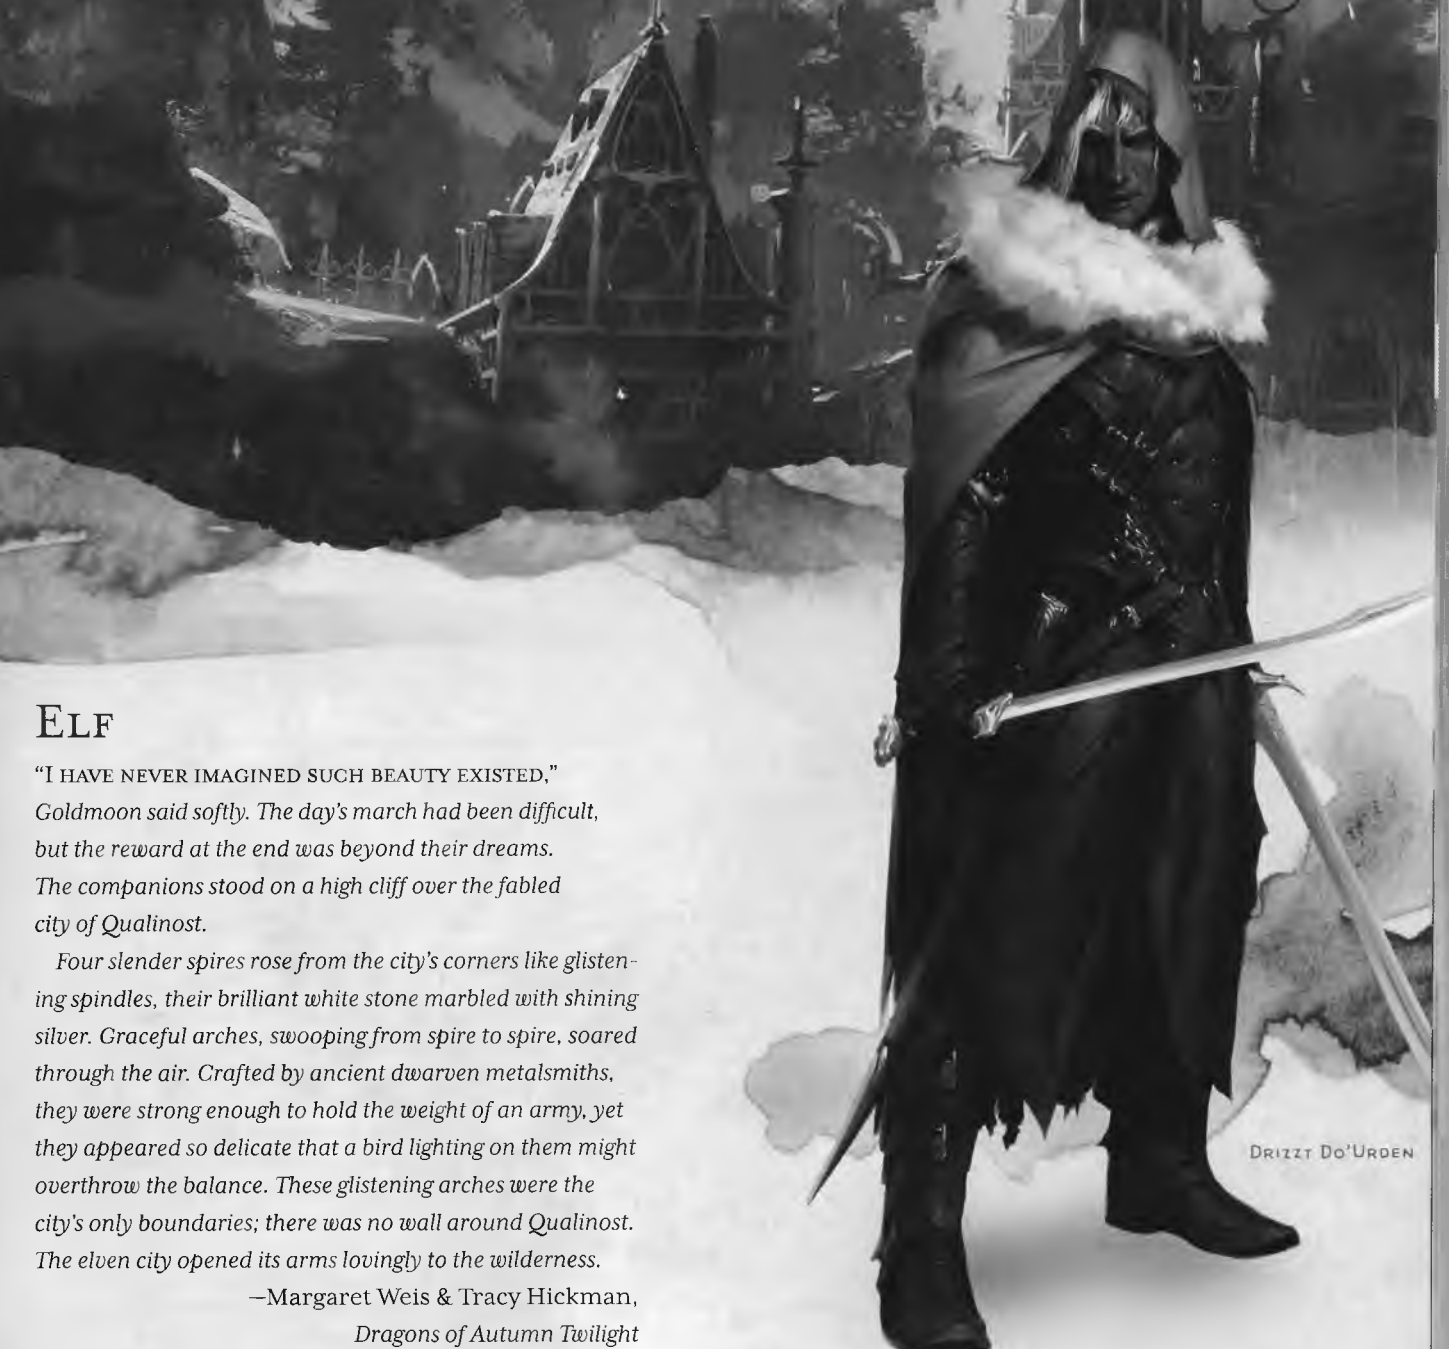 ELF
“I HAVE NEVER IMAGINED SUCH BEAUTY EXISTED,”
Goldmoon said softly. The day’s march had been difficult,
but the reward at the end was beyond their dreams.
The companions stood on a high cliff over the fabled
city of Qualinost.
Four slender spires rose from the city’s corners like glisten-
ing spindles, their brilliant white stone marbled with shining
silver. Graceful arches, swooping from spire to spire, soared
through the air. Crafted by ancient dwarven metalsmiths,
they were strong enough to hold the weight of an army, yet
they appeared so delicate that a bird lighting on them might
overthrow the balance. These glistening arches were the
city’s only boundaries; there was no wall around Qualinost.
The elven city opened its arms lovingly to the wilderness.
—Margaret Weis & Tracy Hickman,
Dragons of Autumn Twilight
DRIZZT DO’URDEN